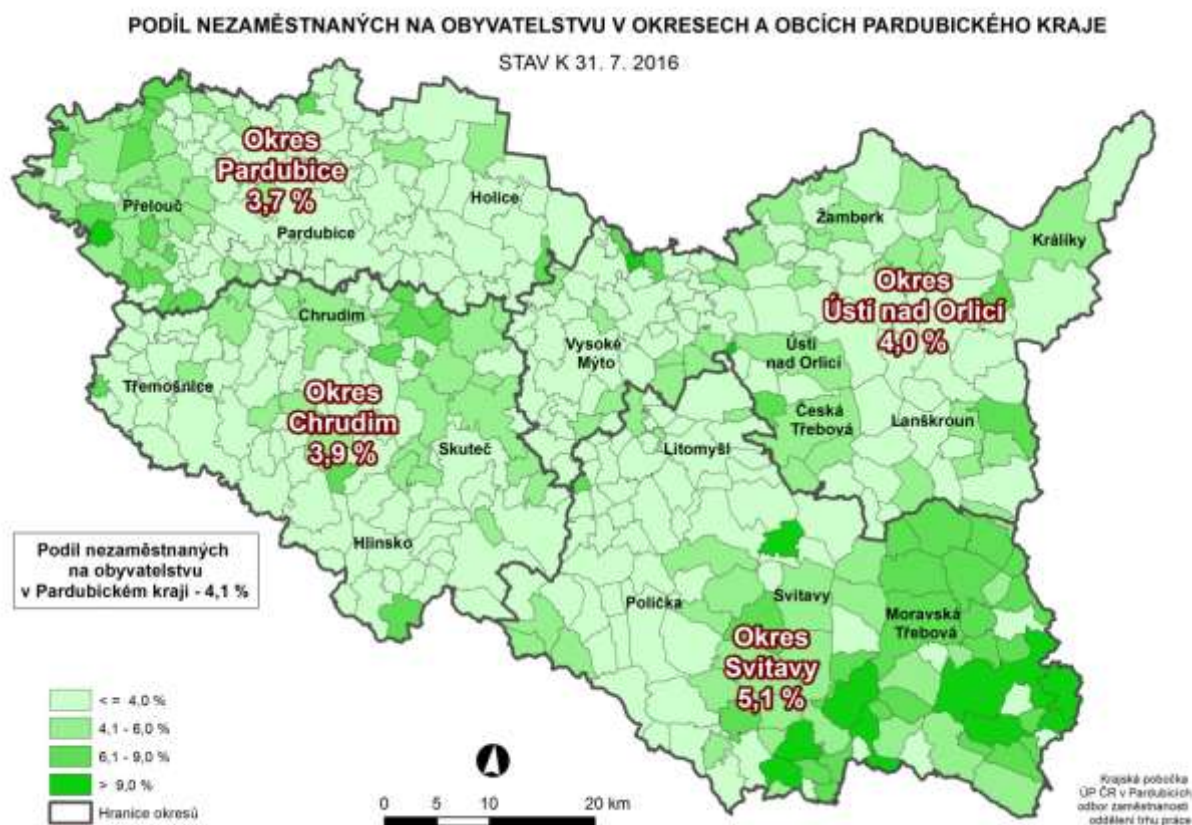 PODÍL NEZAMĚSTNANÝCH NA OBYVATELSTVU V OKRESECH A OBCÍCH PARDUBICKÉHO KRAJE
STAV K 31. 7. 2016
Okres
Pardubice
3,7 %
Přelouč
Holice
Pardubice
Žamberk
Králíky
Okres
Ústí nad Orlicí
4,0 %
Chrudim
Vysoké
Mýto
Ústí
nad Orlicí
Třemošnice
Okres
Chrudim
3,9 %
Česká
Třebová
Lanškroun
Skuteč
Litomyšl
Hlinsko
Podíl nezaměstnaných
na obyvatelstvu
v Pardubickém kraji - 4,1 %
Polička
Svitavy
Moravská
Třebová
Okres
Svitavy
5,1 %
< = 4,0 %
4,1 - 6,0 %
6,1 - 9,0 %
> 9,0 %
Hranice okresů
0 5 10 20 km
Krajská pobočka
ÚP ČR v Pardubicích
odbor zaměstnanosti
oddělení trhu práce